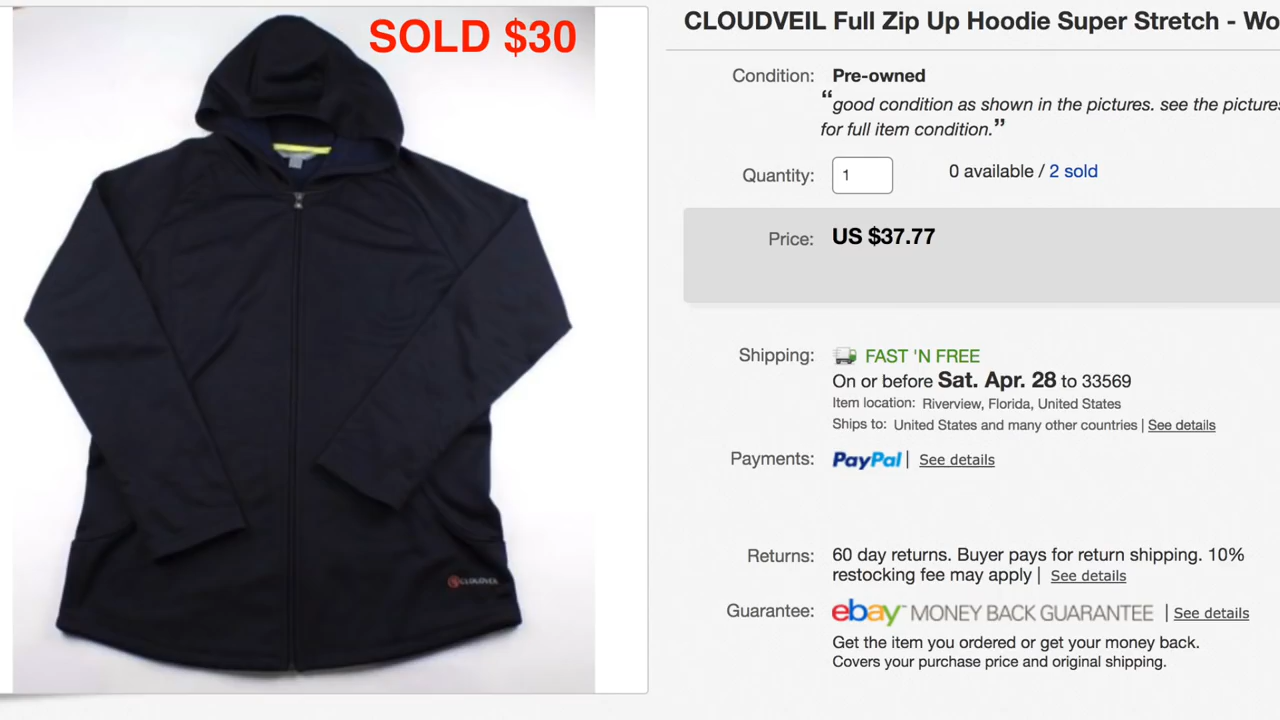 SOLD $30
CLOUDVEIL
CLOUDVEIL Full Zip Up Hoodie Super Stretch - Wo
Condition: Pre-owned
“good condition as shown in the pictures. see the pictures
for full item condition.”
Quantity: 1 0 available / 2 sold
Price: US $37.77
Shipping: FAST 'N FREE
On or before Sat. Apr. 28 to 33569
Item location: Riverview, Florida, United States
Ships to: United States and many other countries | See details
Payments: PayPal | See details
Returns: 60 day returns. Buyer pays for return shipping. 10%
restocking fee may apply | See details
Guarantee: ebay™ MONEY BACK GUARANTEE | See details
Get the item you ordered or get your money back.
Covers your purchase price and original shipping.